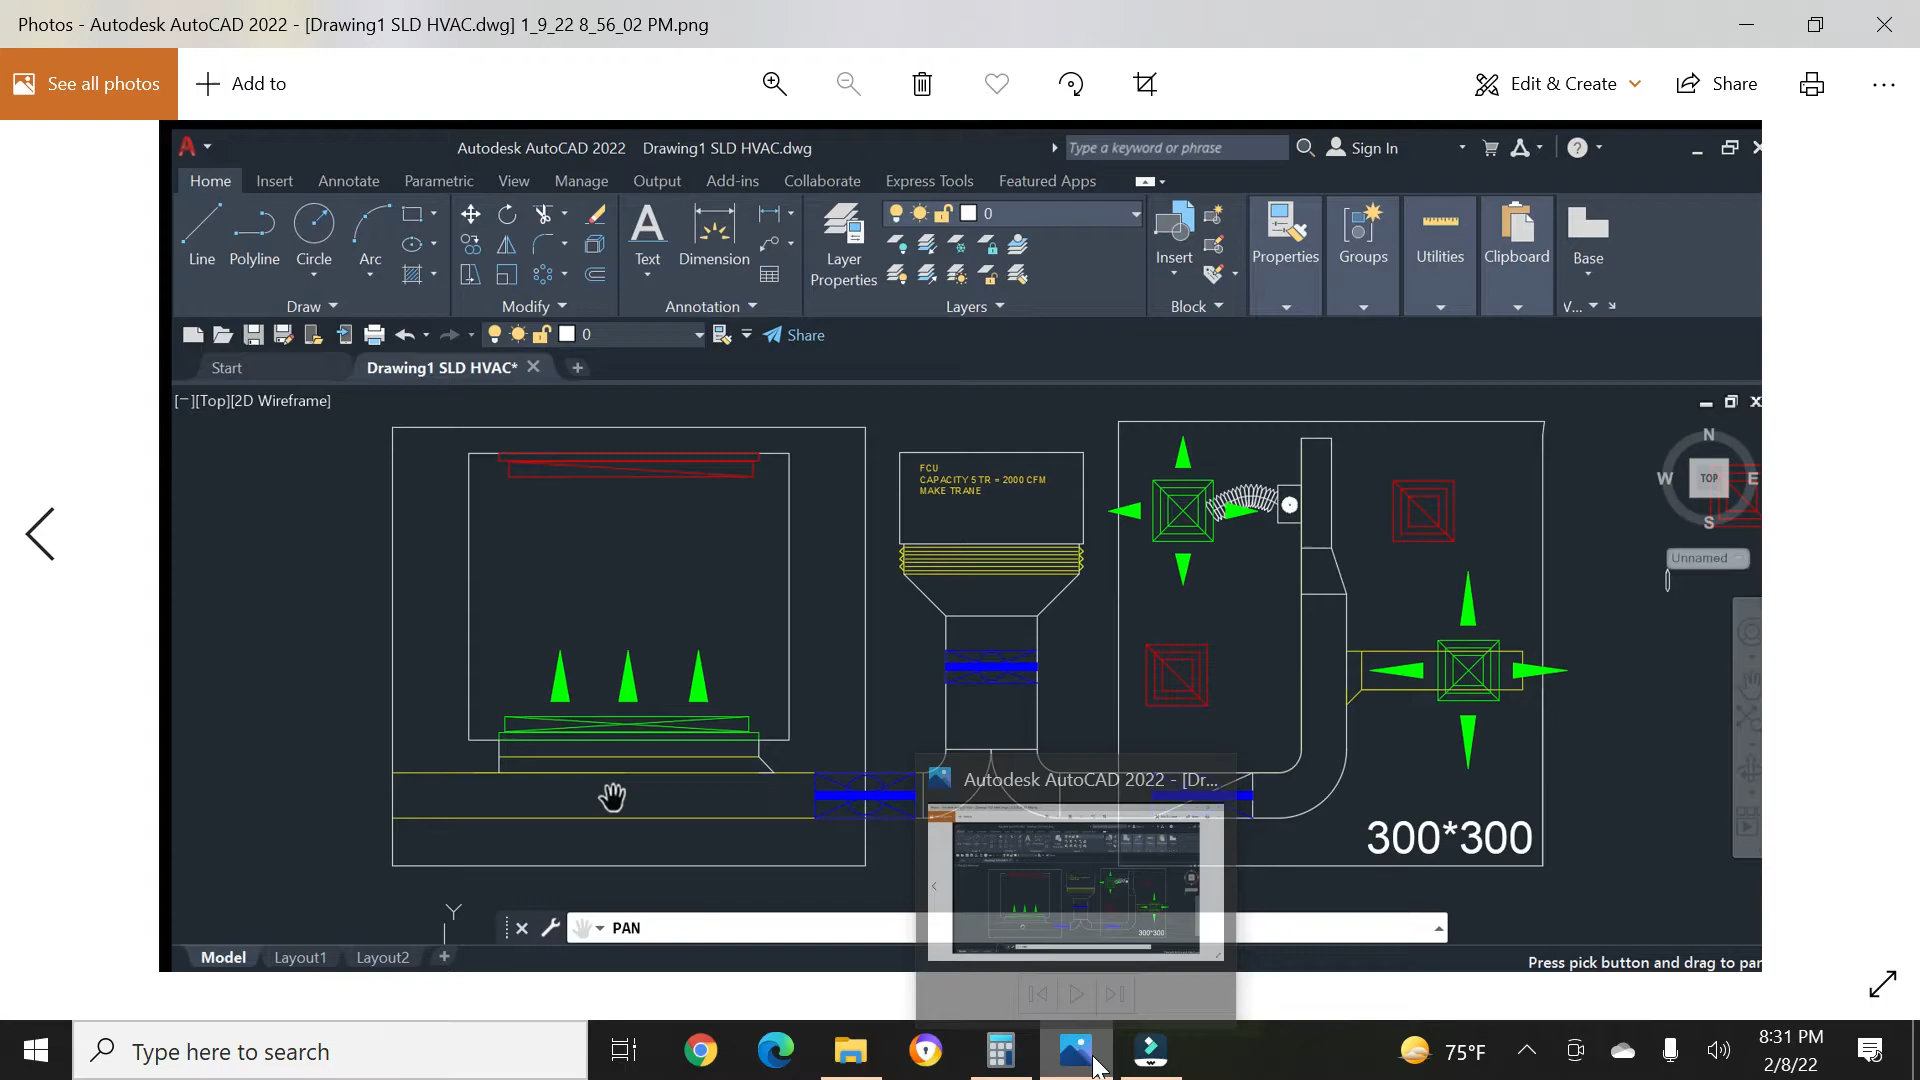 Photos - Autodesk AutoCAD 2022 - [Drawing1 SLD HVAC.dwg] 1_9_22 8_56_02 PM.png
See all photos
Add to
Edit & Create
Share
Autodesk AutoCAD 2022 Drawing1 SLD HVAC.dwg
Type a keyword or phrase
Sign In
Home Insert Annotate Parametric View Manage Output Add-ins Collaborate Express Tools Featured Apps
0
Line Polyline Circle Arc Text Dimension Layer Properties Insert Properties Groups Utilities Clipboard Base
Draw Modify Annotation Layers Block V...
0
Share
Start
Drawing1 SLD HVAC*
[−][Top][2D Wireframe]
N
W TOP E
S
Unnamed
FCU
CAPACITY 5 TR = 2000 CFM
MAKE TRANE
Autodesk AutoCAD 2022 - [Dr...
300*300
Y
PAN
Model Layout1 Layout2 +
Press pick button and drag to pan
Type here to search
75°F
8:31 PM
2/8/22